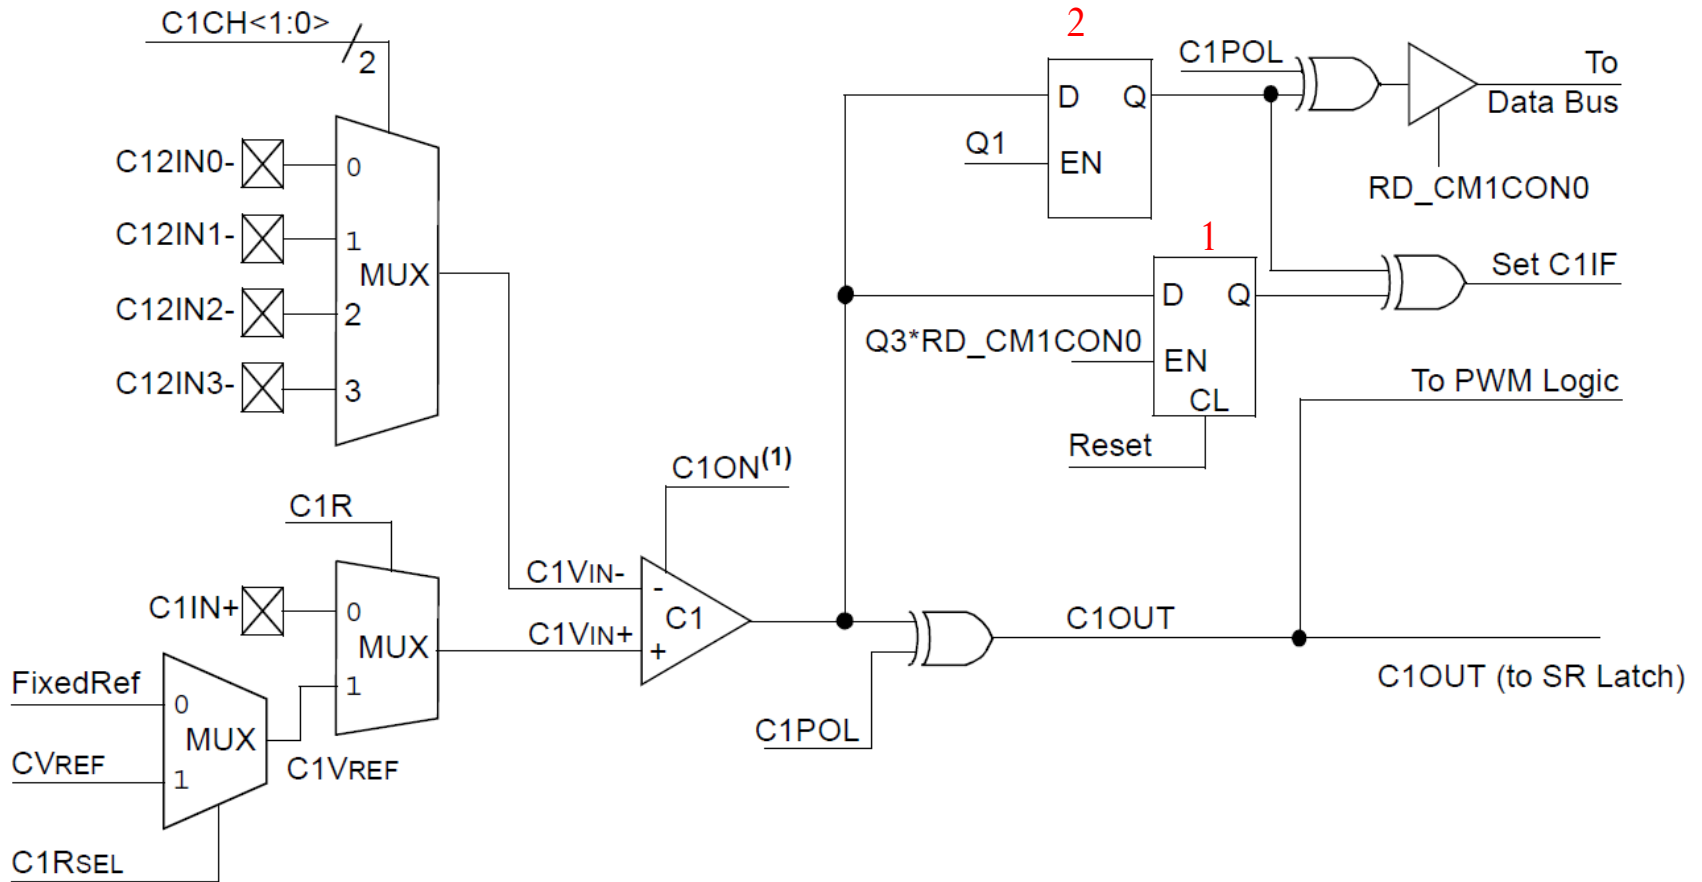 C1CH<1:0>
2
C12IN0-
0
C12IN1-
1
MUX
C12IN2-
2
C12IN3-
3
C1R
C1IN+
0
MUX
1
FixedRef
0
MUX
CVREF
1
C1VREF
C1RSEL
C1ON(1)
C1VIN-
-
C1
C1VIN+
+
C1POL
C1OUT
C1OUT (to SR Latch)
To PWM Logic
2
D
Q
Q1
EN
C1POL
To
Data Bus
RD_CM1CON0
1
D
Q
Q3*RD_CM1CON0
EN
CL
Reset
Set C1IF